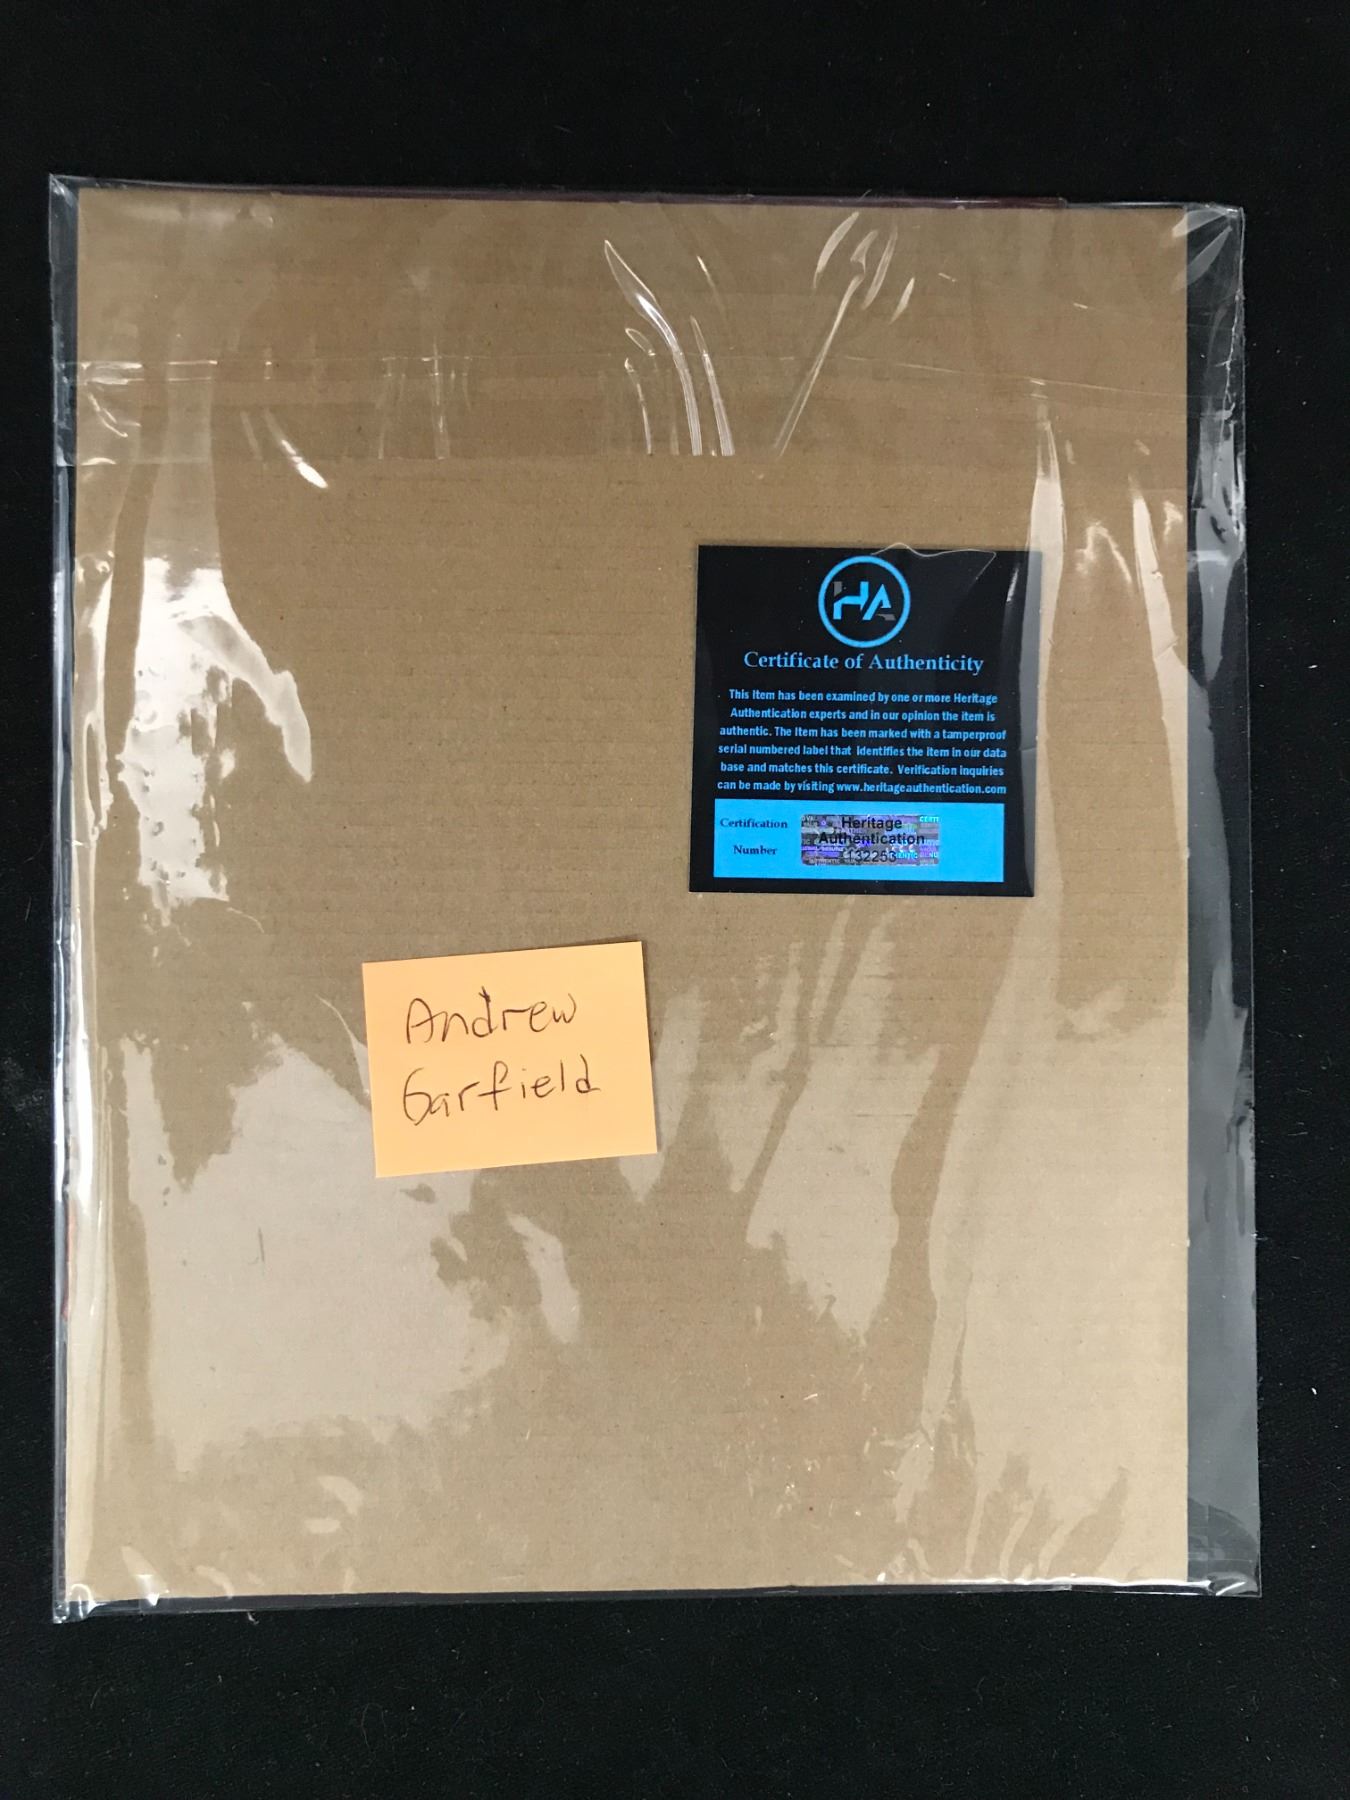 HA
Certificate of Authenticity
This Item has been examined by one or more Heritage
Authentication experts and in our opinion the item is
authentic. The Item has been marked with a tamperproof
serial numbered label that identifies the item in our data
base and matches this certificate. Verification inquiries
can be made by visiting www.heritageauthentication.com
Certification
Number
Heritage
Authentication
Andrew
Garfield